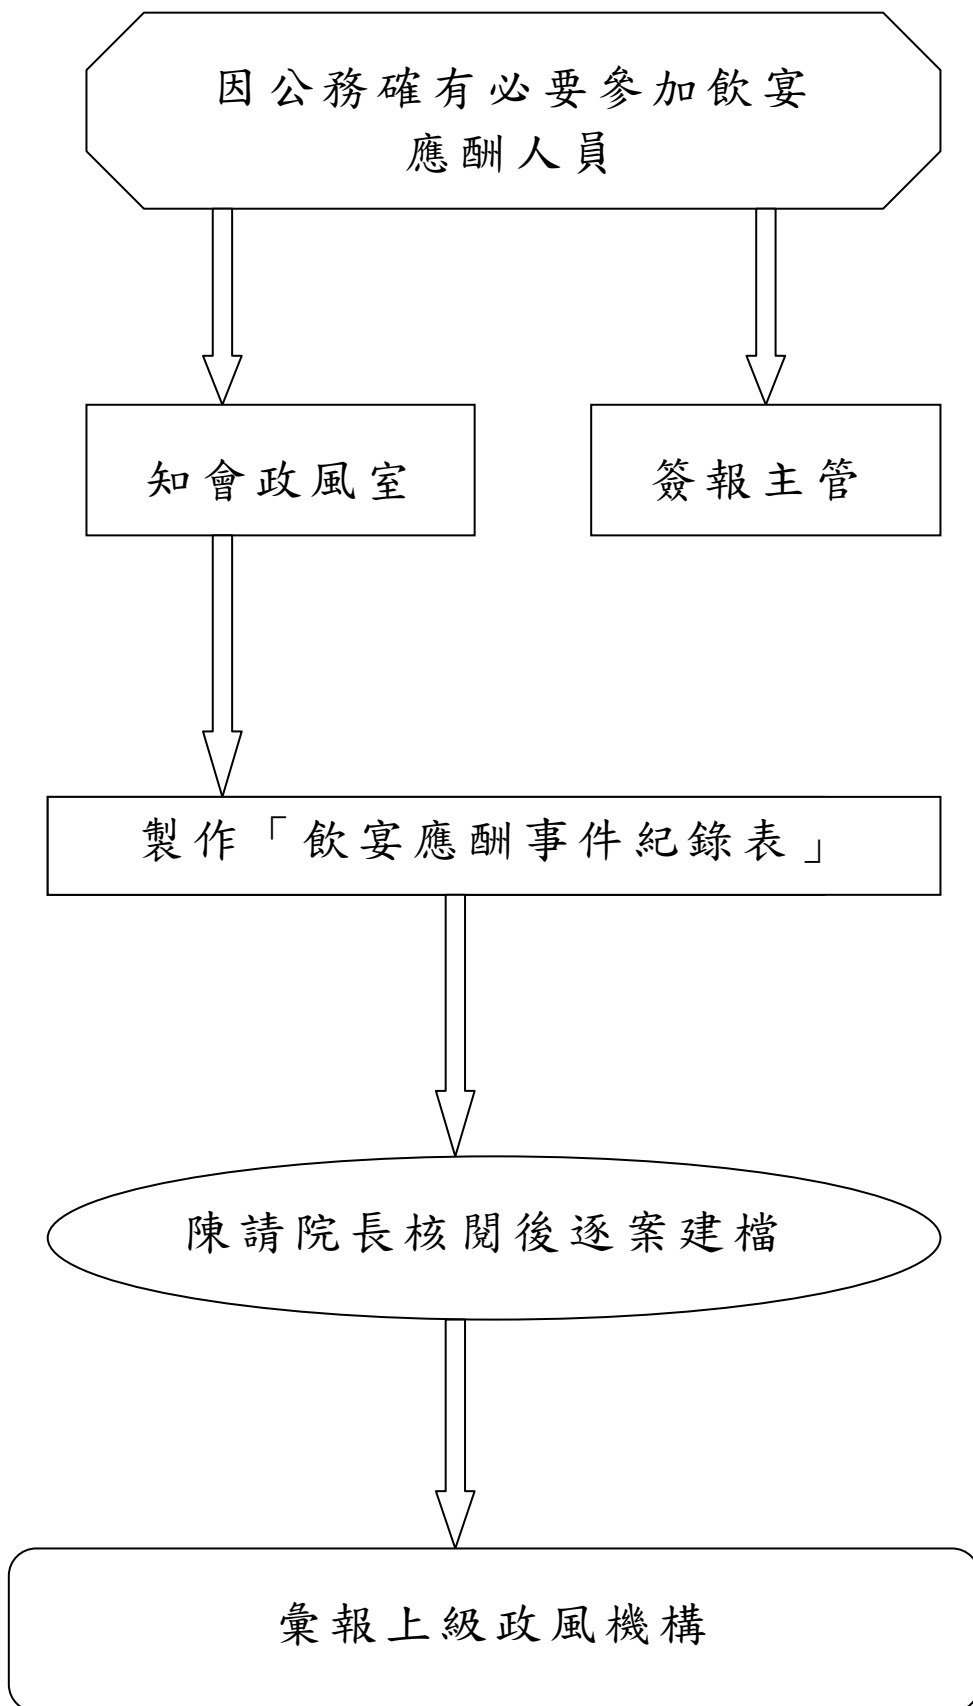 因公務確有必要參加飲宴
應酬人員
知會政風室
簽報主管
製作「飲宴應酬事件紀錄表」
陳請院長核閱後逐案建檔
彙報上級政風機構